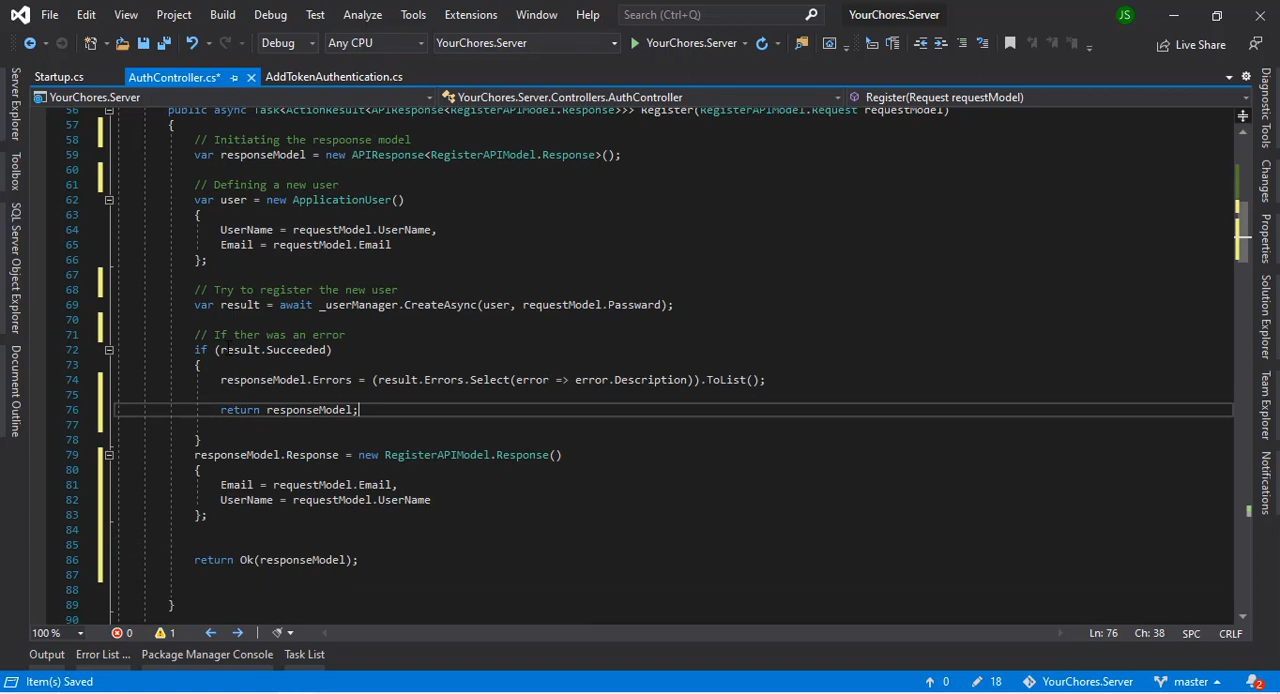 File Edit View Project Build Debug Test Analyze Tools Extensions Window Help Search (Ctrl+Q) YourChores.Server JS
Debug Any CPU YourChores.Server YourChores.Server Live Share
Startup.cs AuthController.cs* AddTokenAuthentication.cs
YourChores.Server YourChores.Server.Controllers.AuthController Register(Request requestModel)
56 public async Task<ActionResult<APIResponse<RegisterAPIModel.Response>>> Register(RegisterAPIModel.Request requestModel)
57 {
58 // Initiating the respoonse model
59 var responseModel = new APIResponse<RegisterAPIModel.Response>();
60
61 // Defining a new user
62 var user = new ApplicationUser()
63 {
64 UserName = requestModel.UserName,
65 Email = requestModel.Email
66 };
67
68 // Try to register the new user
69 var result = await _userManager.CreateAsync(user, requestModel.Password);
70
71 // If ther was an error
72 if (result.Succeeded)
73 {
74 responseModel.Errors = (result.Errors.Select(error => error.Description)).ToList();
75
76 return responseModel;
77
78 }
79 responseModel.Response = new RegisterAPIModel.Response()
80 {
81 Email = requestModel.Email,
82 UserName = requestModel.UserName
83 };
84
85
86 return Ok(responseModel);
87
88
89 }
90
100 % 0 1 Ln: 76 Ch: 38 SPC CRLF
Output Error List ... Package Manager Console Task List
Item(s) Saved 0 18 YourChores.Server master 2
Server Explorer
Toolbox
SQL Server Object Explorer
Document Outline
Diagnostic Tools
Changes
Properties
Solution Explorer
Team Explorer
Notifications